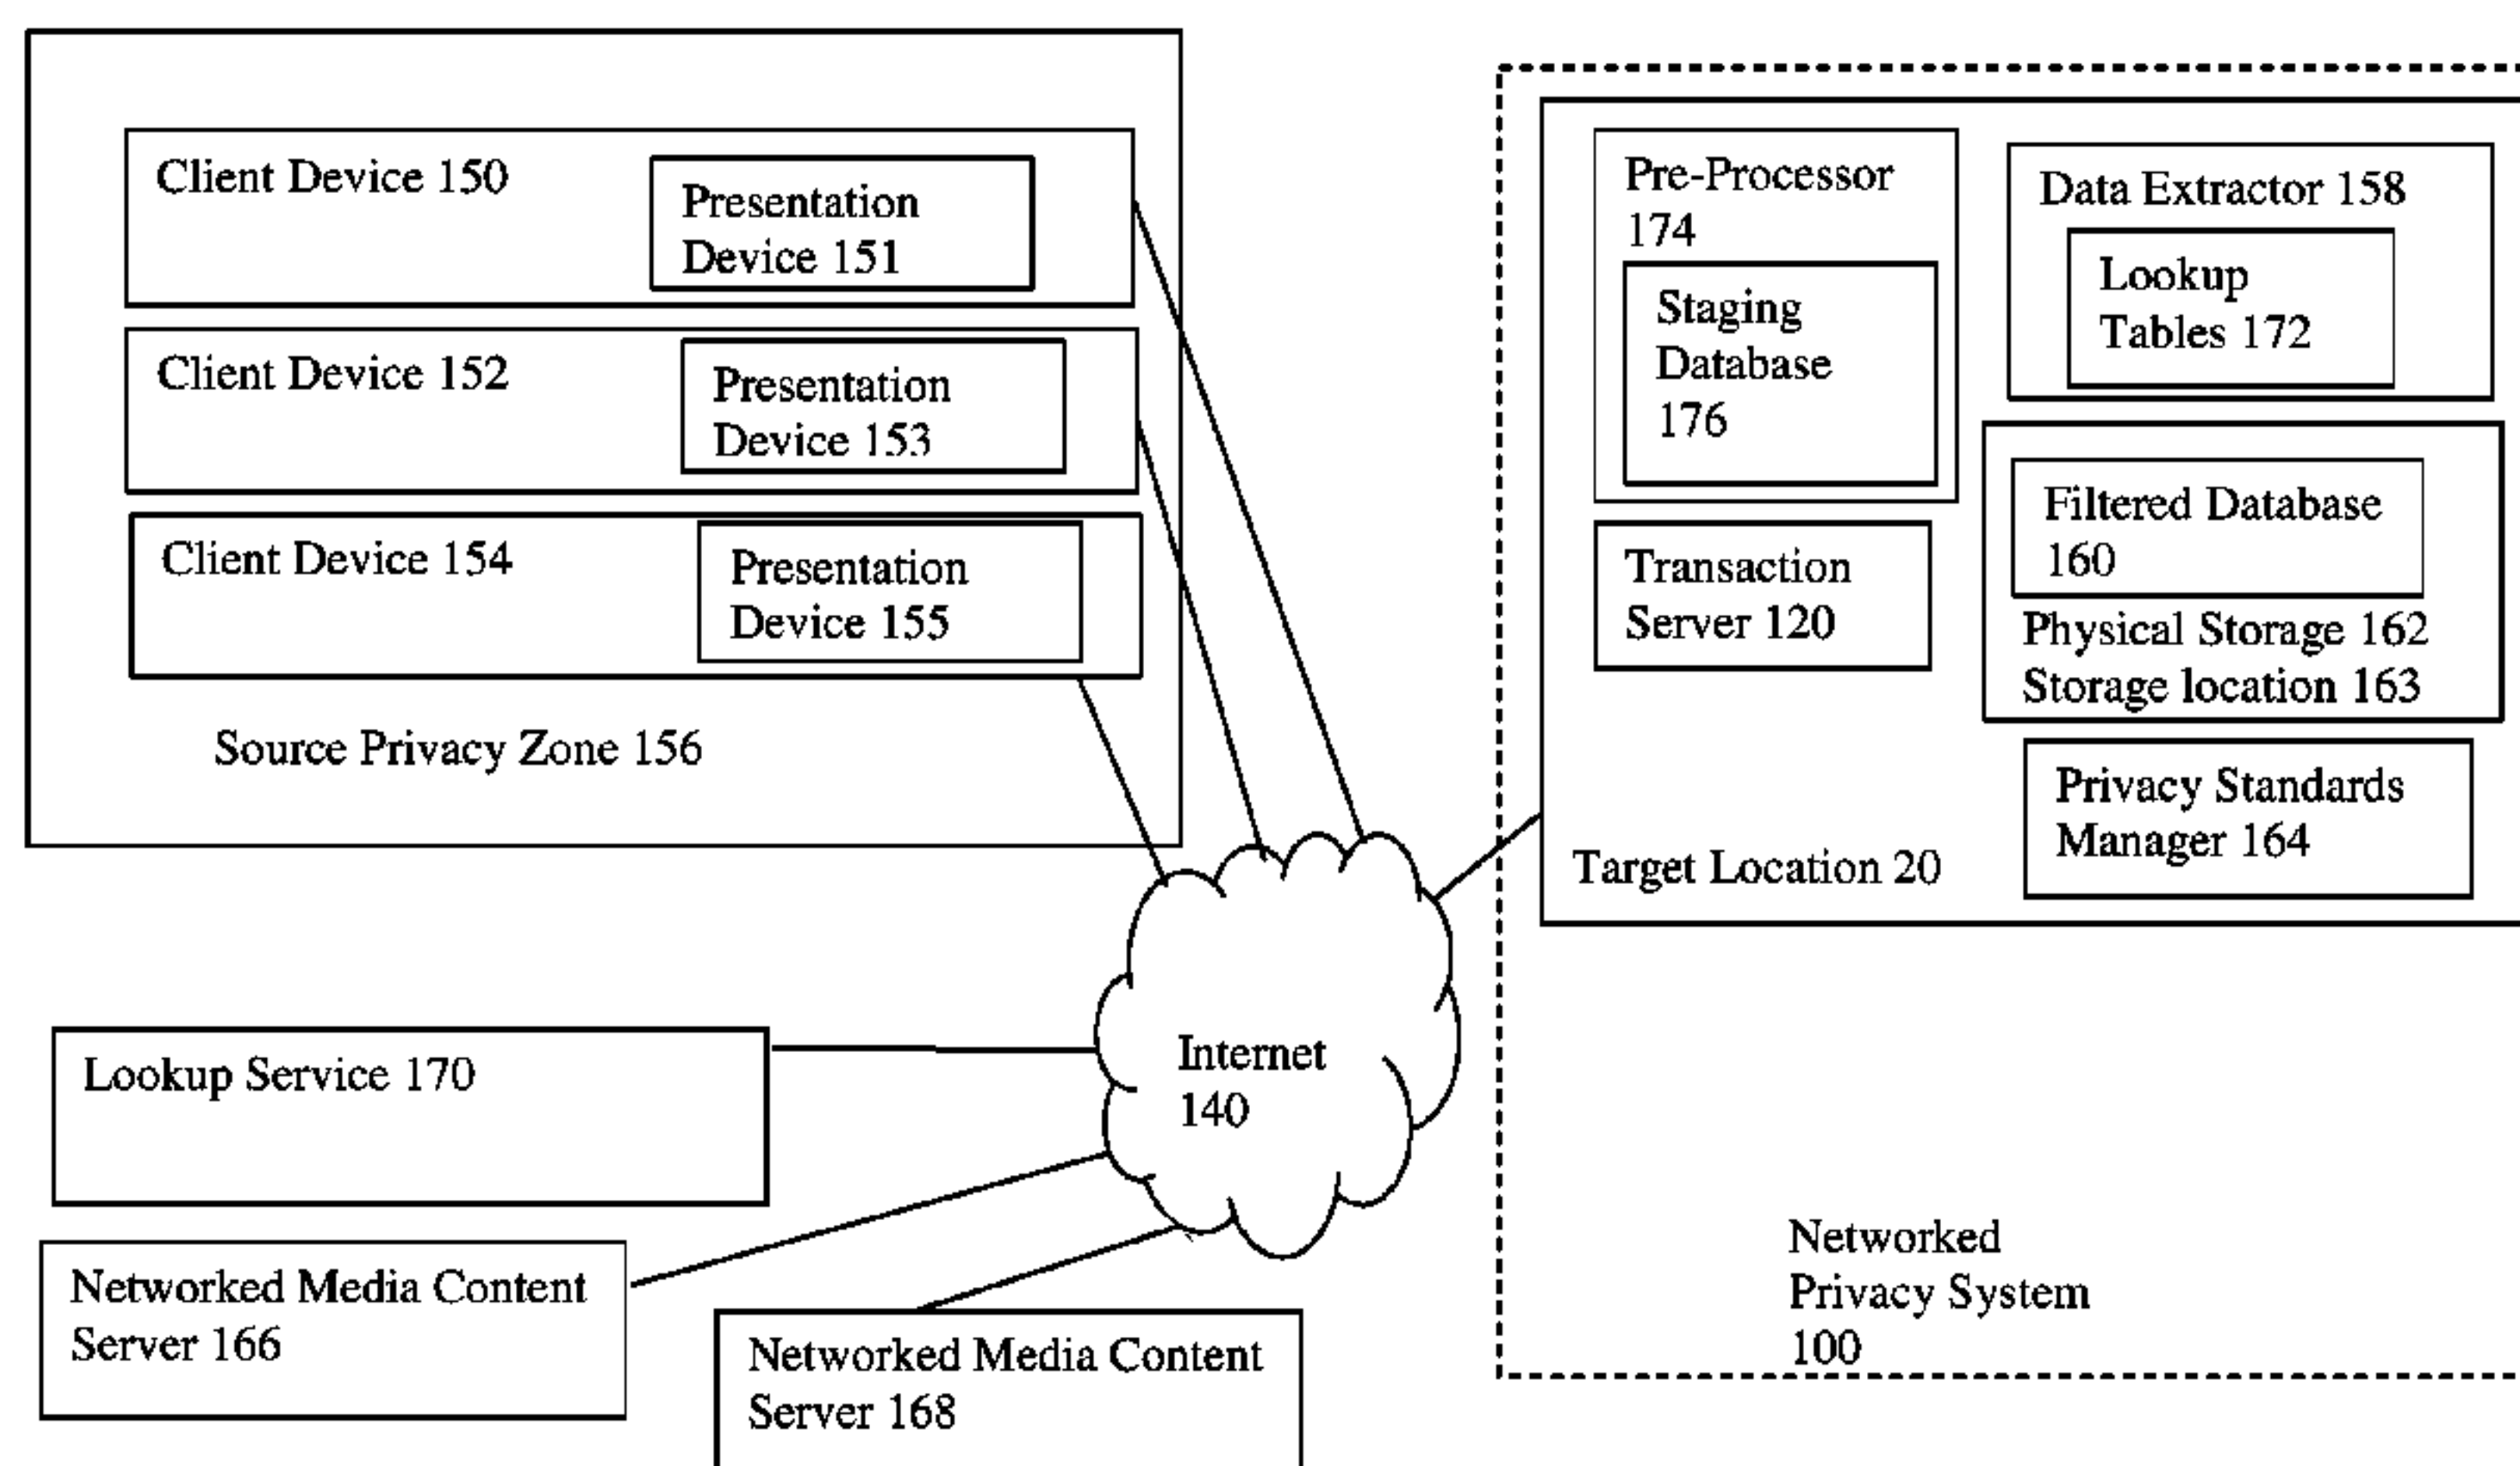 Client Device 150
Presentation
Device 151
Client Device 152
Presentation
Device 153
Client Device 154
Presentation
Device 155
Source Privacy Zone 156
Pre-Processor
174
Staging
Database
176
Data Extractor 158
Lookup
Tables 172
Transaction
Server 120
Filtered Database
160
Physical Storage 162
Storage location 163
Privacy Standards
Manager 164
Target Location 20
Lookup Service 170
Internet
140
Networked Media Content
Server 166
Networked Media Content
Server 168
Networked
Privacy System
100